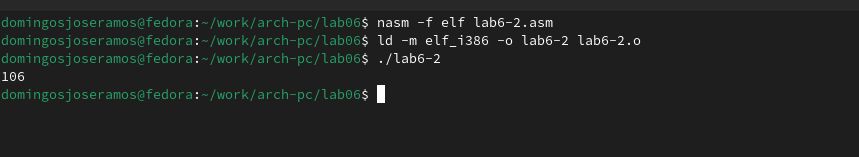 domingosjoseramos@fedora:~/work/arch-pc/lab06$ nasm -f elf lab6-2.asm
domingosjoseramos@fedora:~/work/arch-pc/lab06$ ld -m elf_i386 -o lab6-2 lab6-2.o
domingosjoseramos@fedora:~/work/arch-pc/lab06$ ./lab6-2
106
domingosjoseramos@fedora:~/work/arch-pc/lab06$